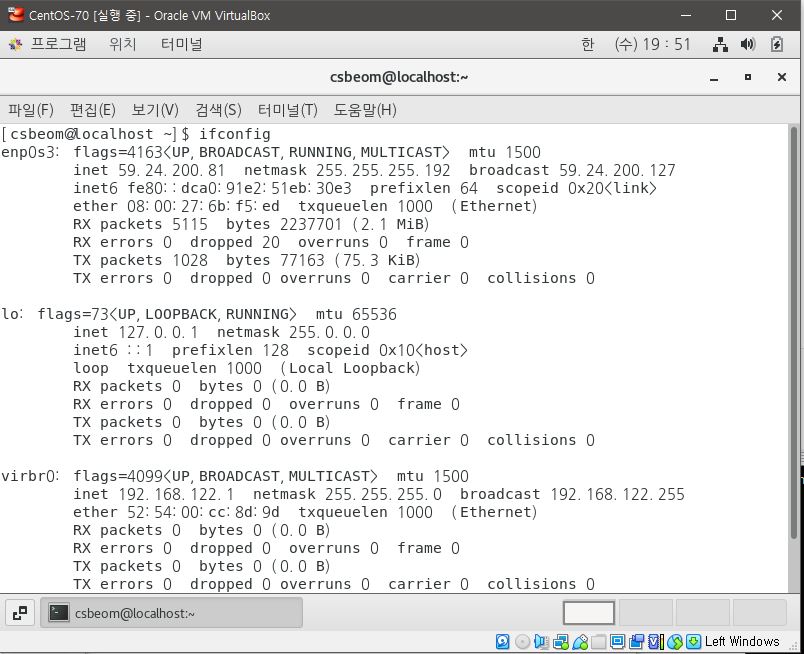 CentOS-70 [실행 중] - Oracle VM VirtualBox
프로그램 위치 터미널 한 (수) 19 : 51
csbeom@localhost:~
파일(F) 편집(E) 보기(V) 검색(S) 터미널(T) 도움말(H)
[csbeom@localhost ~]$ ifconfig
enp0s3: flags=4163<UP,BROADCAST,RUNNING,MULTICAST>  mtu 1500
        inet 59.24.200.81  netmask 255.255.255.192  broadcast 59.24.200.127
        inet6 fe80::dca0:91e2:51eb:30e3  prefixlen 64  scopeid 0x20<link>
        ether 08:00:27:6b:f5:ed  txqueuelen 1000  (Ethernet)
        RX packets 5115  bytes 2237701 (2.1 MiB)
        RX errors 0  dropped 20  overruns 0  frame 0
        TX packets 1028  bytes 77163 (75.3 KiB)
        TX errors 0  dropped 0 overruns 0  carrier 0  collisions 0
lo: flags=73<UP,LOOPBACK,RUNNING>  mtu 65536
        inet 127.0.0.1  netmask 255.0.0.0
        inet6 ::1  prefixlen 128  scopeid 0x10<host>
        loop  txqueuelen 1000  (Local Loopback)
        RX packets 0  bytes 0 (0.0 B)
        RX errors 0  dropped 0  overruns 0  frame 0
        TX packets 0  bytes 0 (0.0 B)
        TX errors 0  dropped 0 overruns 0  carrier 0  collisions 0
virbr0: flags=4099<UP,BROADCAST,MULTICAST>  mtu 1500
        inet 192.168.122.1  netmask 255.255.255.0  broadcast 192.168.122.255
        ether 52:54:00:cc:8d:9d  txqueuelen 1000  (Ethernet)
        RX packets 0  bytes 0 (0.0 B)
        RX errors 0  dropped 0  overruns 0  frame 0
        TX packets 0  bytes 0 (0.0 B)
        TX errors 0  dropped 0 overruns 0  carrier 0  collisions 0
csbeom@localhost:~
Left Windows